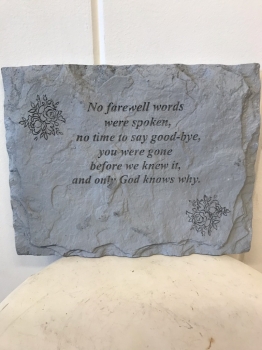 No farewell words
were spoken,
no time to say good-bye,
you were gone
before we knew it,
and only God knows why.